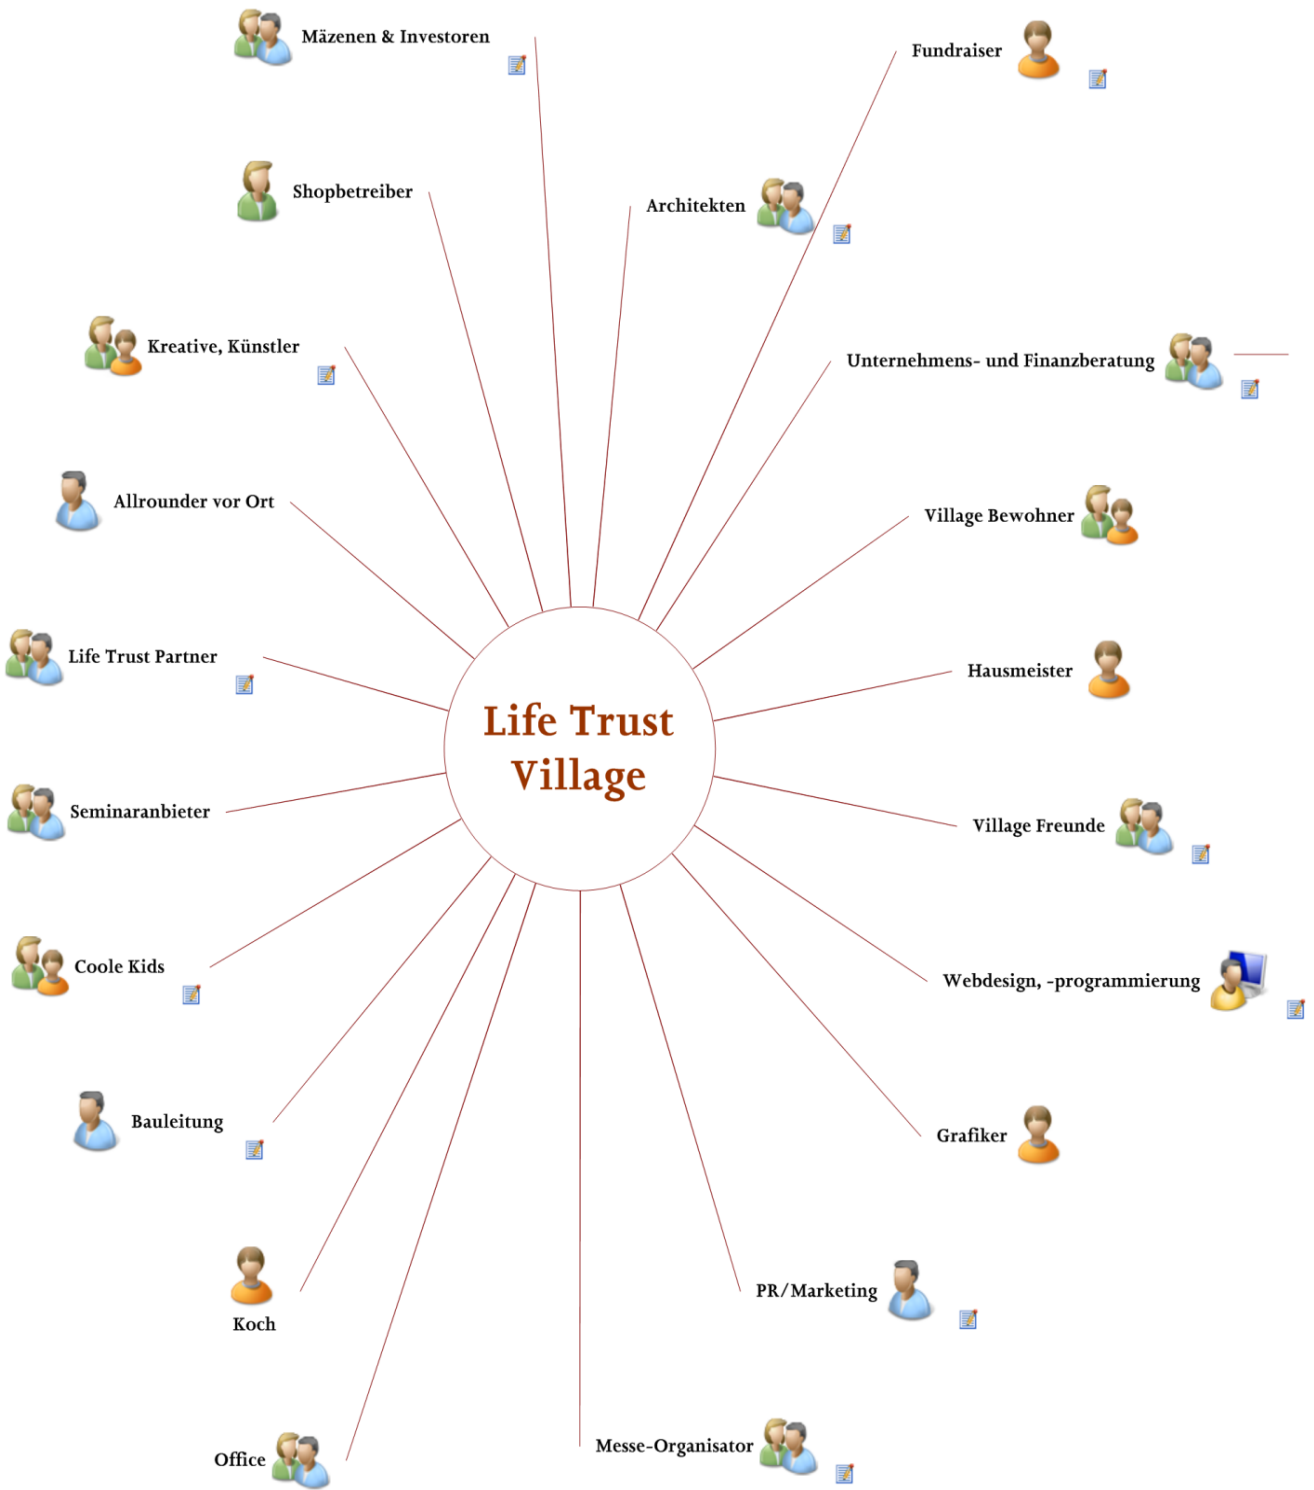 Mäzenen & Investoren
Fundraiser
Shopbetreiber
Architekten
Kreative, Künstler
Unternehmens- und Finanzberatung
Allrounder vor Ort
Village Bewohner
Life Trust Partner
Hausmeister
Life Trust
Village
Seminaranbieter
Village Freunde
Coole Kids
Webdesign, -programmierung
Bauleitung
Grafiker
Koch
PR/Marketing
Office
Messe-Organisator